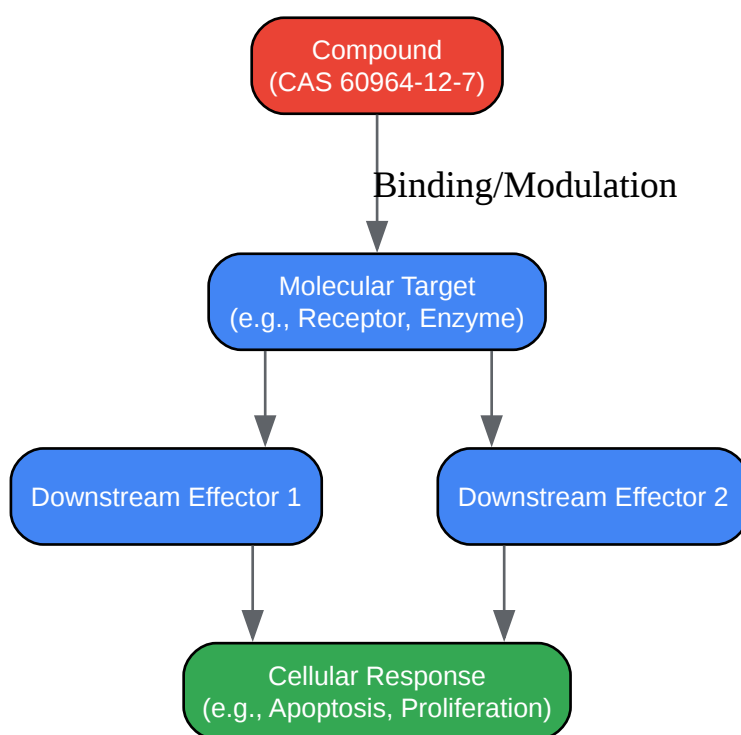 Compound
(CAS 60964-12-7)
Binding/Modulation
Molecular Target
(e.g., Receptor, Enzyme)
Downstream Effector 1
Downstream Effector 2
Cellular Response
(e.g., Apoptosis, Proliferation)